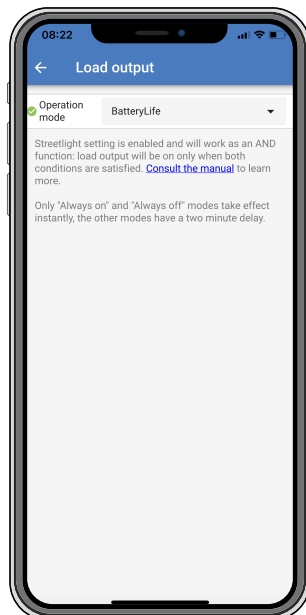 08:22
Load output
Operation
mode
BatteryLife
Streetlight setting is enabled and will work as an AND
function: load output will be on only when both
conditions are satisfied. Consult the manual to learn
more.
Only "Always on" and "Always off" modes take effect
instantly, the other modes have a two minute delay.